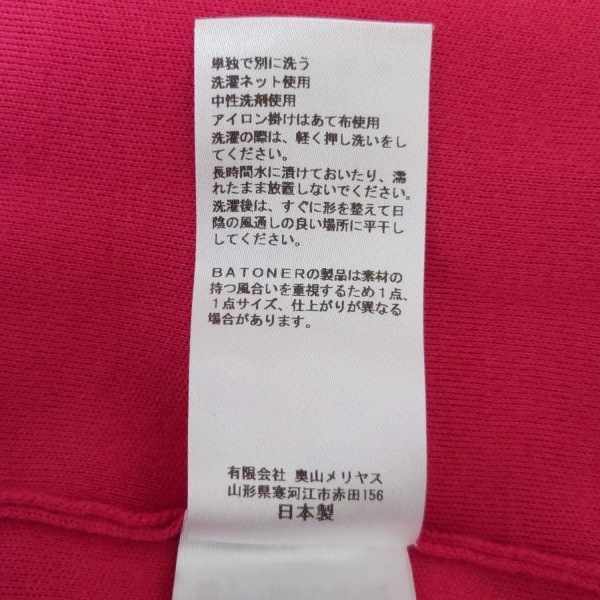 単独で別に洗う
洗濯ネット使用
中性洗剤使用
アイロン掛けはあて布使用
洗濯の際は、軽く押し洗いをし
てください。
長時間水に漬けておいたり、濡
れたまま放置しないでください。
洗濯後は、すぐに形を整えて日
陰の風通しの良い場所に平干し
してください。
BATONERの製品は素材の
持つ風合いを重視するため1点、
1点サイズ、仕上がりが異なる
場合があります。
有限会社 奥山メリヤス
山形県寒河江市赤田156
日本製